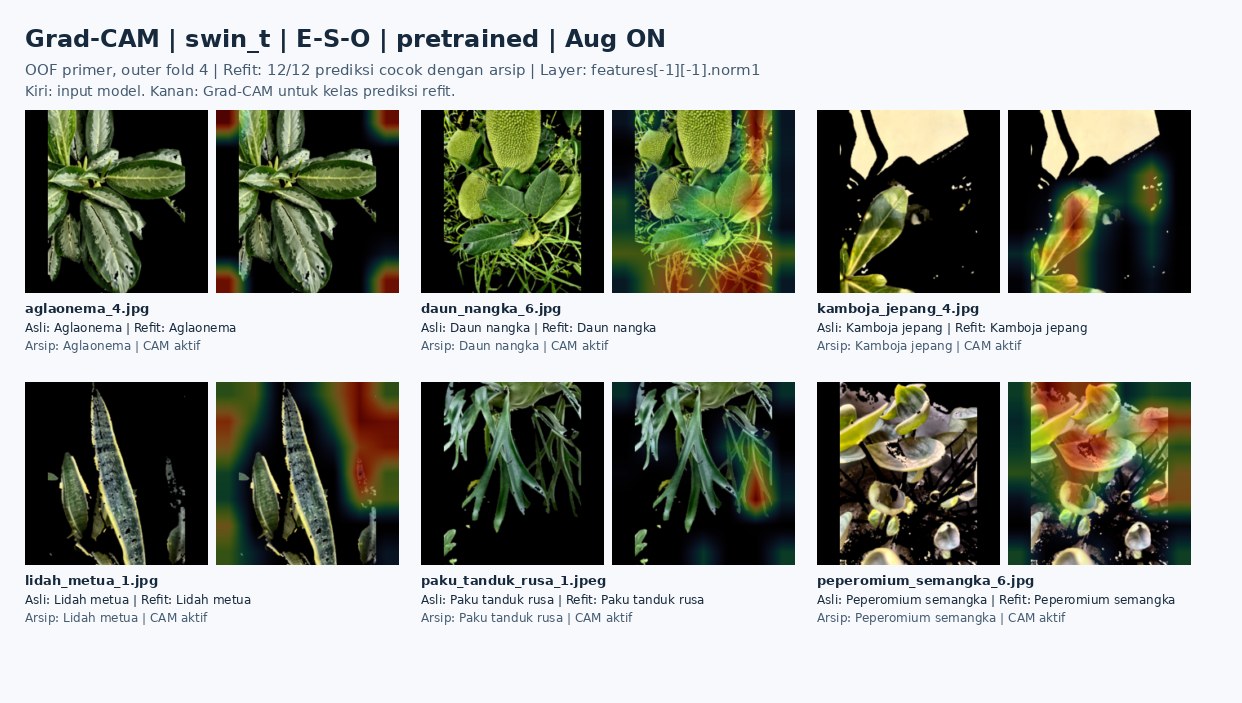 Grad-CAM | swin_t | E-S-O | pretrained | Aug ON
OOF primer, outer fold 4 | Refit: 12/12 prediksi cocok dengan arsip | Layer: features[-1][-1].norm1
Kiri: input model. Kanan: Grad-CAM untuk kelas prediksi refit.
aglaonema_4.jpg
Asli: Aglaonema | Refit: Aglaonema
Arsip: Aglaonema | CAM aktif
daun_nangka_6.jpg
Asli: Daun nangka | Refit: Daun nangka
Arsip: Daun nangka | CAM aktif
kamboja_jepang_4.jpg
Asli: Kamboja jepang | Refit: Kamboja jepang
Arsip: Kamboja jepang | CAM aktif
lidah_metua_1.jpg
Asli: Lidah metua | Refit: Lidah metua
Arsip: Lidah metua | CAM aktif
paku_tanduk_rusa_1.jpeg
Asli: Paku tanduk rusa | Refit: Paku tanduk rusa
Arsip: Paku tanduk rusa | CAM aktif
peperomium_semangka_6.jpg
Asli: Peperomium semangka | Refit: Peperomium semangka
Arsip: Peperomium semangka | CAM aktif